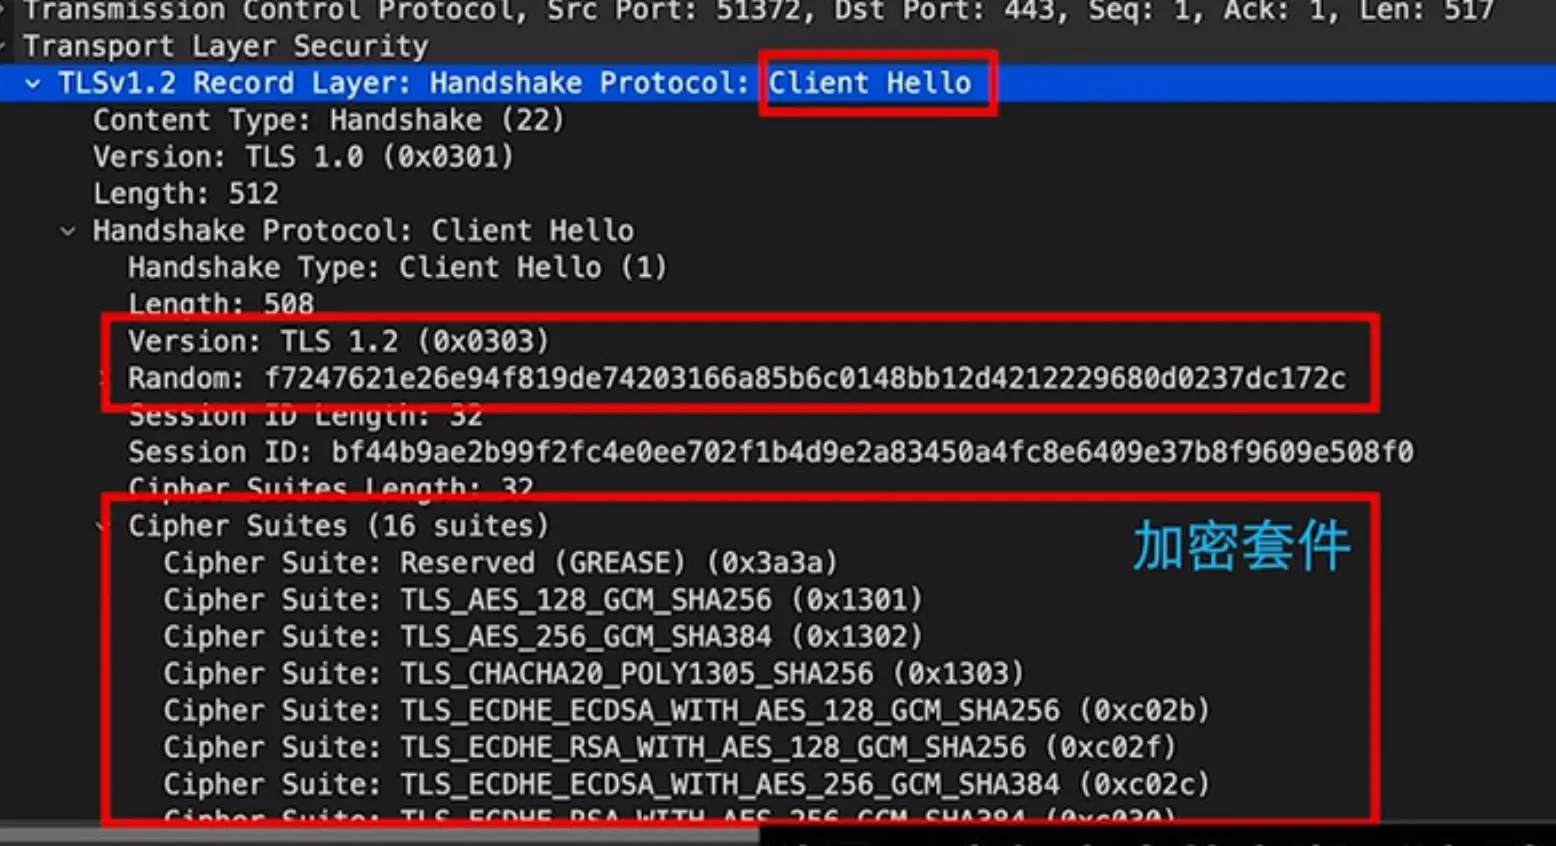 Transmission Control Protocol, Src Port: 51372, Dst Port: 443, Seq: 1, Ack: 1, Len: 517
Transport Layer Security
TLSv1.2 Record Layer: Handshake Protocol: Client Hello
Content Type: Handshake (22)
Version: TLS 1.0 (0x0301)
Length: 512
Handshake Protocol: Client Hello
Handshake Type: Client Hello (1)
Length: 508
Version: TLS 1.2 (0x0303)
Random: f7247621e26e94f819de74203166a85b6c0148bb12d4212229680d0237dc172c
Session ID Length: 32
Session ID: bf44b9ae2b99f2fc4e0ee702f1b4d9e2a83450a4fc8e6409e37b8f9609e508f0
Cipher Suites Length: 32
Cipher Suites (16 suites)
加密套件
Cipher Suite: Reserved (GREASE) (0x3a3a)
Cipher Suite: TLS_AES_128_GCM_SHA256 (0x1301)
Cipher Suite: TLS_AES_256_GCM_SHA384 (0x1302)
Cipher Suite: TLS_CHACHA20_POLY1305_SHA256 (0x1303)
Cipher Suite: TLS_ECDHE_ECDSA_WITH_AES_128_GCM_SHA256 (0xc02b)
Cipher Suite: TLS_ECDHE_RSA_WITH_AES_128_GCM_SHA256 (0xc02f)
Cipher Suite: TLS_ECDHE_ECDSA_WITH_AES_256_GCM_SHA384 (0xc02c)
Cipher Suite: TLS_ECDHE_RSA_WITH_AES_256_GCM_SHA384 (0xc030)